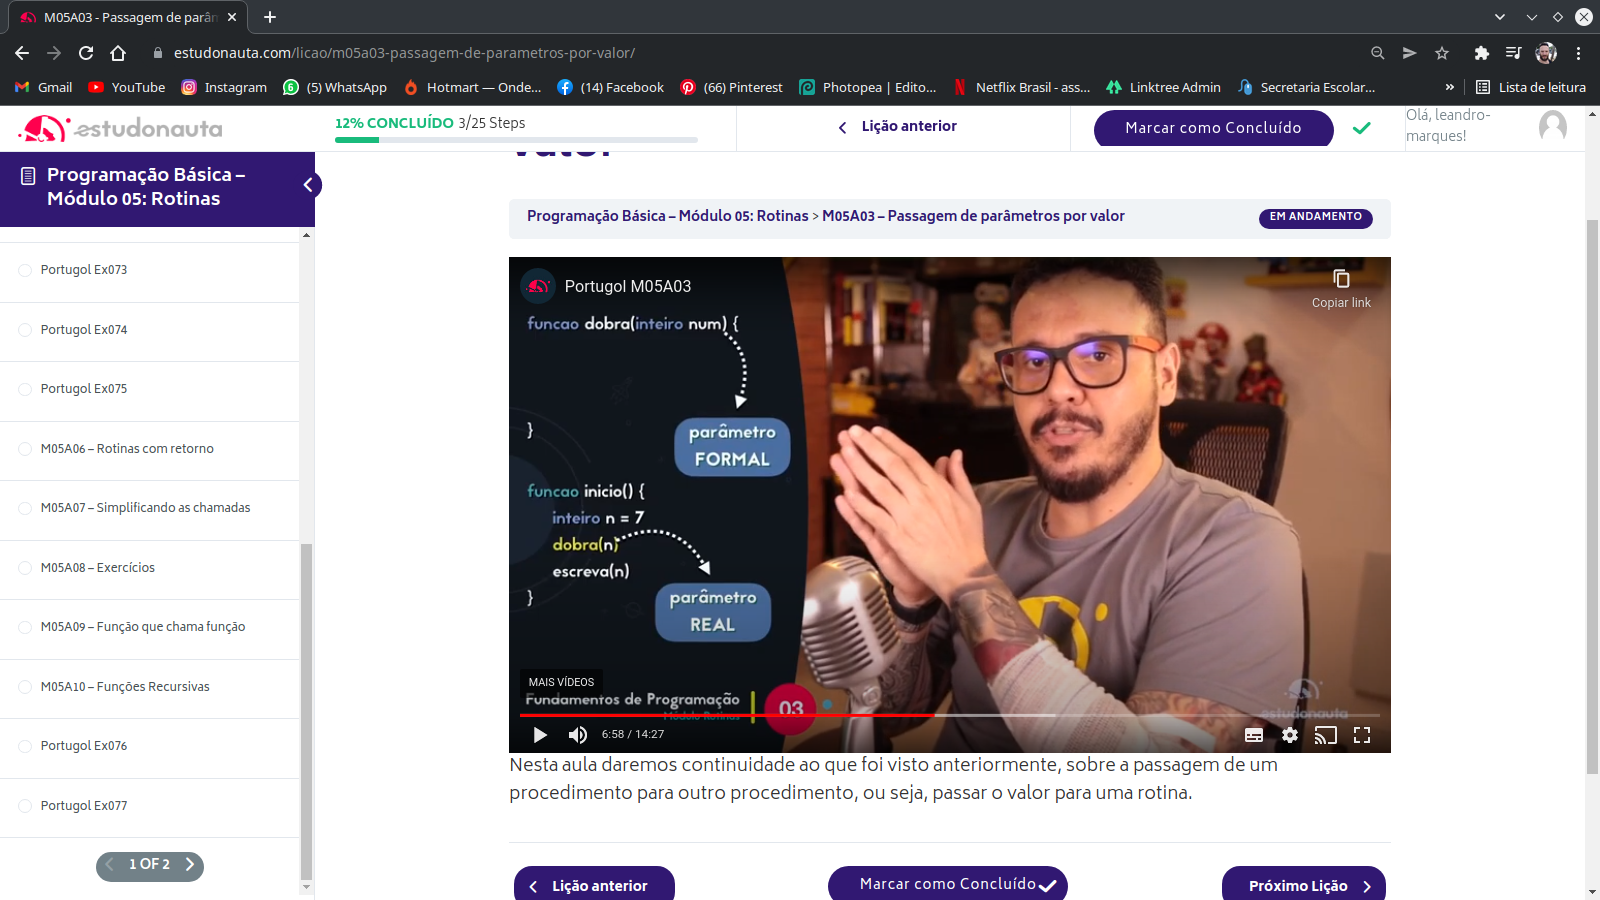 M05A03 - Passagem de parâm
estudonauta.com/licao/m05a03-passagem-de-parametros-por-valor/
Gmail
YouTube
Instagram
(5) WhatsApp
Hotmart — Onde...
(14) Facebook
(66) Pinterest
Photopea | Edito...
Netflix Brasil - ass...
Linktree Admin
Secretaria Escolar...
»
Lista de leitura
estudonauta
12% CONCLUÍDO 3/25 Steps
Lição anterior
Marcar como Concluído
Olá, leandro-
marques!
Programação Básica –
Módulo 05: Rotinas
Portugol Ex073
Portugol Ex074
Portugol Ex075
M05A06 – Rotinas com retorno
M05A07 – Simplificando as chamadas
M05A08 – Exercícios
M05A09 – Função que chama função
M05A10 – Funções Recursivas
Portugol Ex076
Portugol Ex077
1 OF 2
valor
Programação Básica – Módulo 05: Rotinas > M05A03 – Passagem de parâmetros por valor
EM ANDAMENTO
Portugol M05A03
Copiar link
funcao dobra(inteiro num) {
parâmetro
FORMAL
}
funcao inicio() {
inteiro n = 7
dobra(n)
escreva(n)
}
parâmetro
REAL
MAIS VÍDEOS
Fundamentos de Programação
Módulo Rotinas
03
estudonauta
6:58 / 14:27
Nesta aula daremos continuidade ao que foi visto anteriormente, sobre a passagem de um
procedimento para outro procedimento, ou seja, passar o valor para uma rotina.
Lição anterior
Marcar como Concluído
Próximo Lição